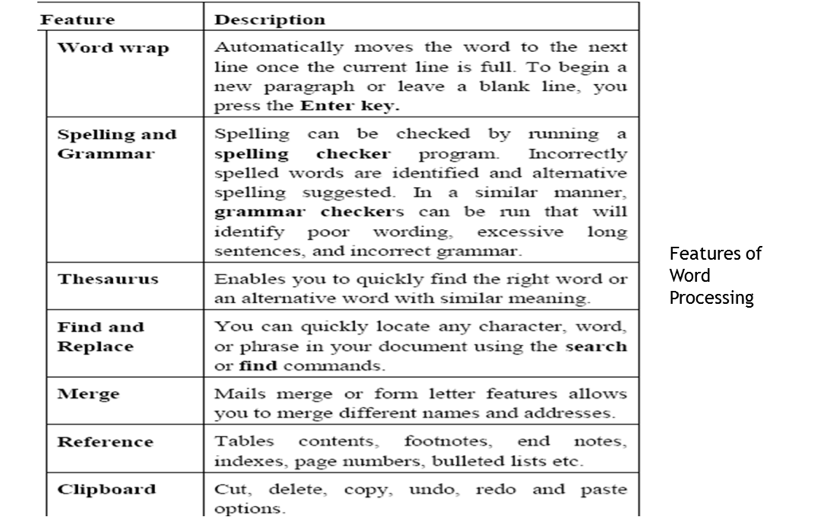 Feature Description
Word wrap Automatically moves the word to the next
line once the current line is full. To begin a
new paragraph or leave a blank line, you
press the Enter key.
Spelling and Spelling can be checked by running a
Grammar spelling checker program. Incorrectly
spelled words are identified and alternative
spelling suggested. In a similar manner,
grammar checkers can be run that will
identify poor wording, excessive long
sentences, and incorrect grammar.
Thesaurus Enables you to quickly find the right word or
an alternative word with similar meaning.
Find and You can quickly locate any character, word,
Replace or phrase in your document using the search
or find commands.
Merge Mails merge or form letter features allows
you to merge different names and addresses.
Reference Tables contents, footnotes, end notes,
indexes, page numbers, bulleted lists etc.
Clipboard Cut, delete, copy, undo, redo and paste
options.
Features of
Word
Processing